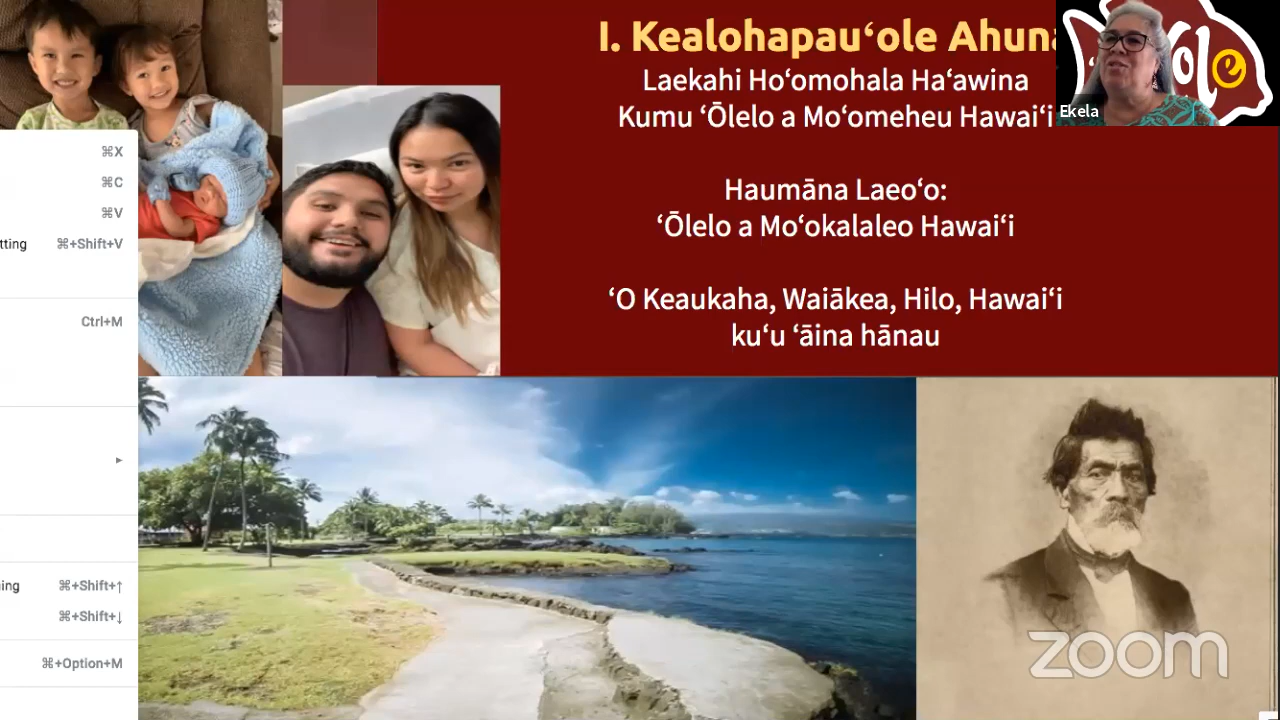 I. Kealohapauʻole Ahuna
Laekahi Hoʻomohala Haʻawina
Kumu ʻŌlelo a Moʻomeheu Hawaiʻi
Haumāna Laeoʻo:
ʻŌlelo a Moʻokalaleo Hawaiʻi
ʻO Keaukaha, Waiākea, Hilo, Hawaiʻi
kuʻu ʻāina hānau
Ekela
⌘X
⌘C
⌘V
tting ⌘+Shift+V
Ctrl+M
⌘+Shift+↑
⌘+Shift+↓
⌘+Option+M
zoom